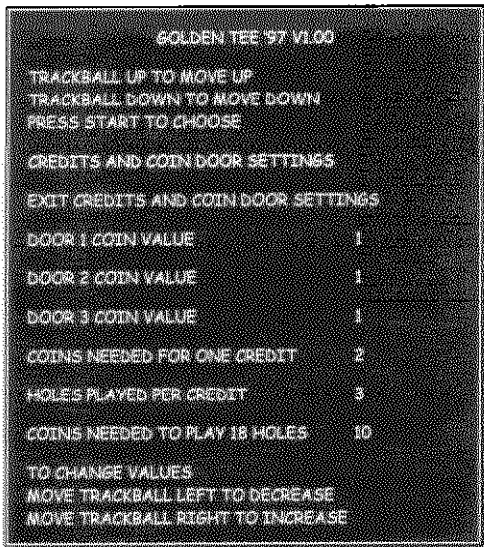 GOLDEN TEE '97 V1.00
TRACKBALL UP TO MOVE UP
TRACKBALL DOWN TO MOVE DOWN
PRESS START TO CHOOSE
CREDITS AND COIN DOOR SETTINGS
EXIT CREDITS AND COIN DOOR SETTINGS
DOOR 1 COIN VALUE 1
DOOR 2 COIN VALUE 1
DOOR 3 COIN VALUE 1
COINS NEEDED FOR ONE CREDIT 2
HOLES PLAYED PER CREDIT 3
COINS NEEDED TO PLAY 18 HOLES 10
TO CHANGE VALUES
MOVE TRACKBALL LEFT TO DECREASE
MOVE TRACKBALL RIGHT TO INCREASE